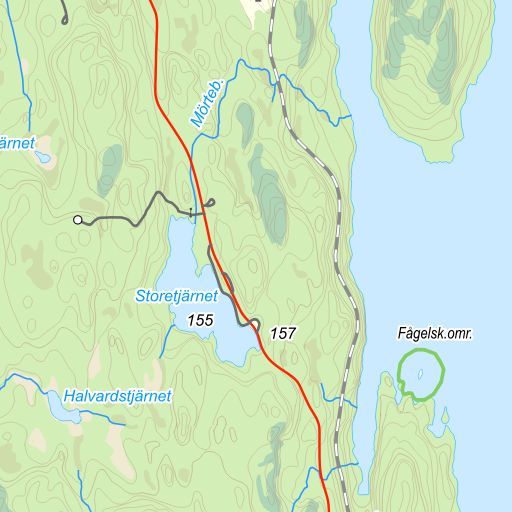 Mörteb.
järnet
Storetjärnet
155
157
Fågelsk.omr.
Halvardstjärnet